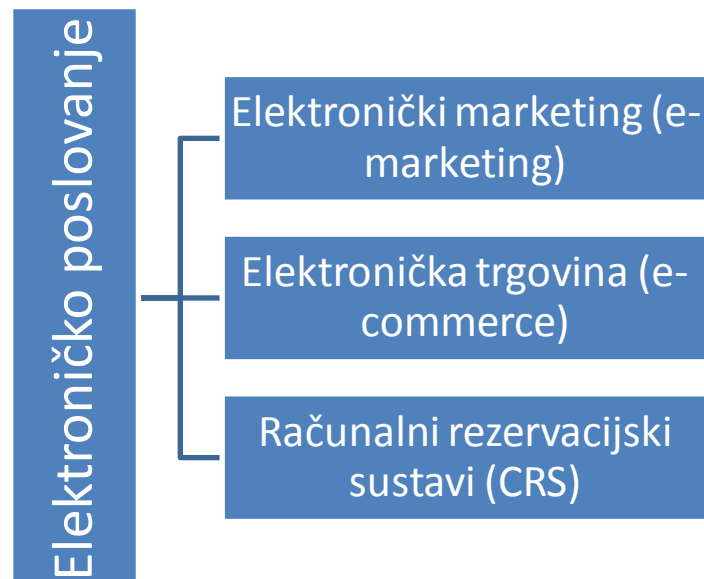 Elektroničko poslovanje
Elektronički marketing (e-
marketing)
Elektronička trgovina (e-
commerce)
Računalni rezervacijski
sustavi (CRS)